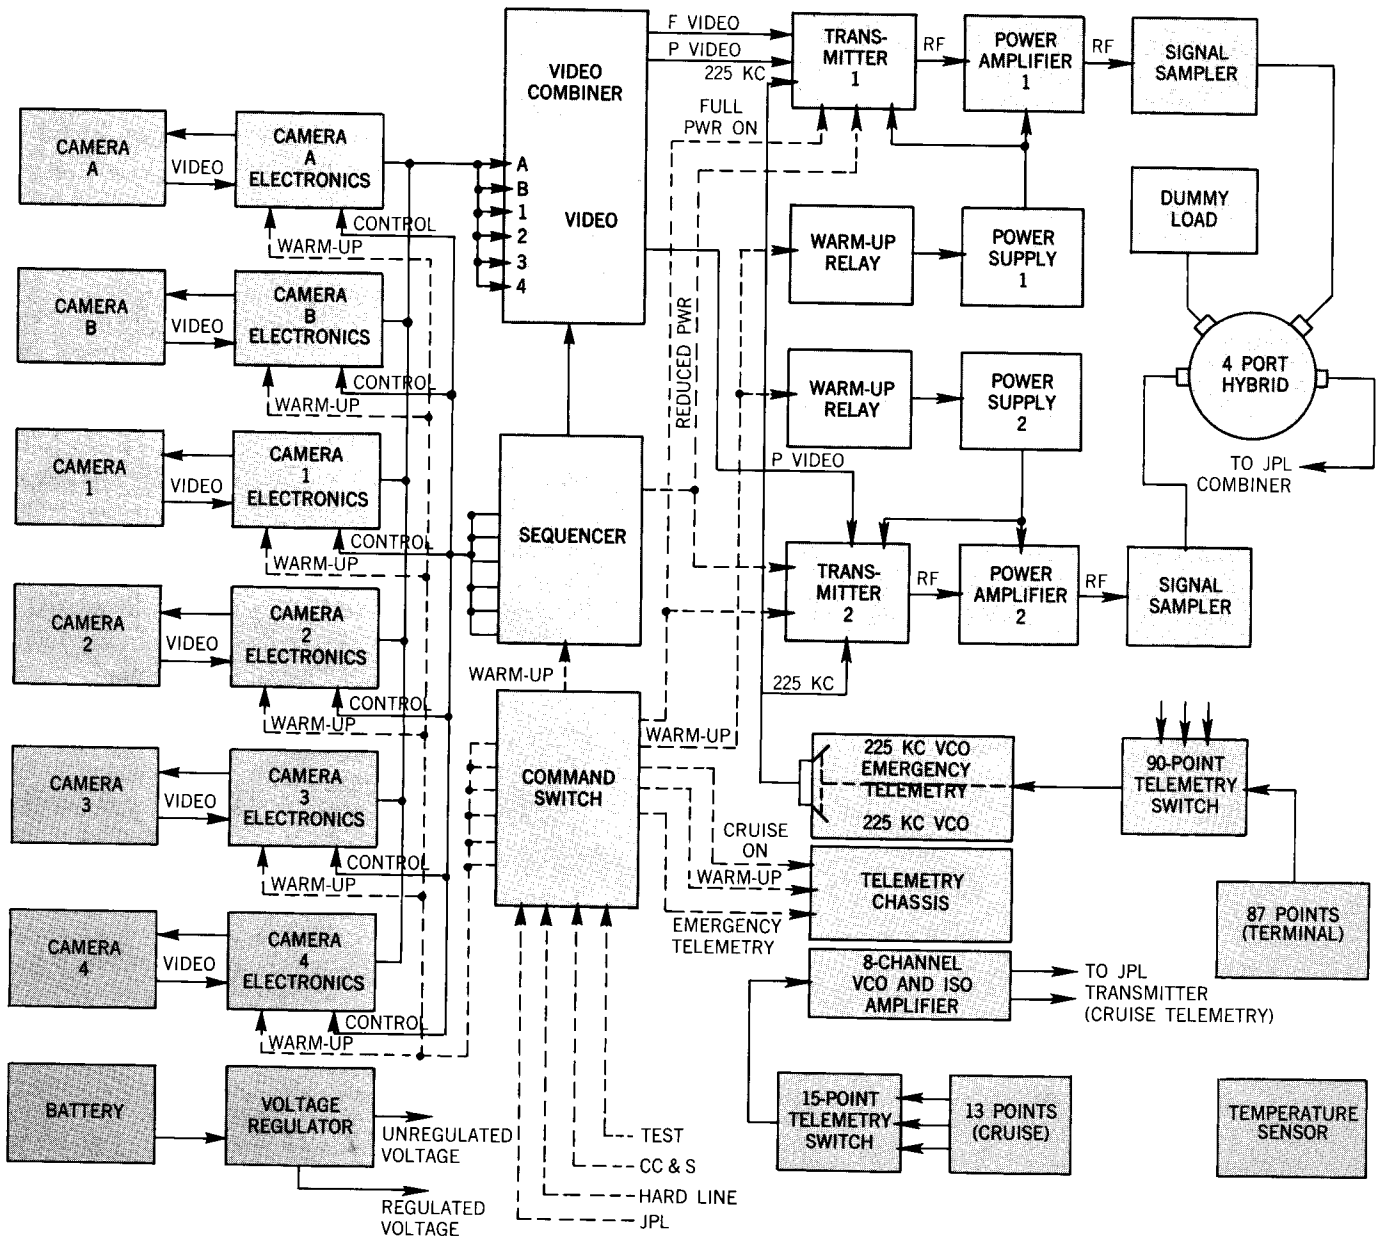 F VIDEO
P VIDEO
225 KC
VIDEO
COMBINER
A
B
1
2
3
4
VIDEO
TRANS-
MITTER
1
RF
POWER
AMPLIFIER
1
RF
SIGNAL
SAMPLER
FULL
PWR ON
CAMERA
A
VIDEO
CAMERA
A
ELECTRONICS
CONTROL
WARM-UP
DUMMY
LOAD
WARM-UP
RELAY
POWER
SUPPLY
1
CAMERA
B
VIDEO
CAMERA
B
ELECTRONICS
CONTROL
WARM-UP
REDUCED PWR
WARM-UP
RELAY
POWER
SUPPLY
2
4 PORT
HYBRID
TO JPL
COMBINER
CAMERA
1
VIDEO
CAMERA
1
ELECTRONICS
CONTROL
WARM-UP
SEQUENCER
P VIDEO
TRANS-
MITTER
2
RF
POWER
AMPLIFIER
2
RF
SIGNAL
SAMPLER
CAMERA
2
VIDEO
CAMERA
2
ELECTRONICS
CONTROL
WARM-UP
WARM-UP
225 KC
WARM-UP
COMMAND
SWITCH
225 KC VCO
EMERGENCY
TELEMETRY
225 KC VCO
90-POINT
TELEMETRY
SWITCH
CAMERA
3
VIDEO
CAMERA
3
ELECTRONICS
CONTROL
WARM-UP
CRUISE
ON
WARM-UP
EMERGENCY
TELEMETRY
TELEMETRY
CHASSIS
87 POINTS
(TERMINAL)
CAMERA
4
VIDEO
CAMERA
4
ELECTRONICS
CONTROL
WARM-UP
8-CHANNEL
VCO AND ISO
AMPLIFIER
TO JPL
TRANSMITTER
(CRUISE TELEMETRY)
BATTERY
VOLTAGE
REGULATOR
UNREGULATED
VOLTAGE
REGULATED
VOLTAGE
TEST
CC & S
HARD LINE
JPL
15-POINT
TELEMETRY
SWITCH
13 POINTS
(CRUISE)
TEMPERATURE
SENSOR